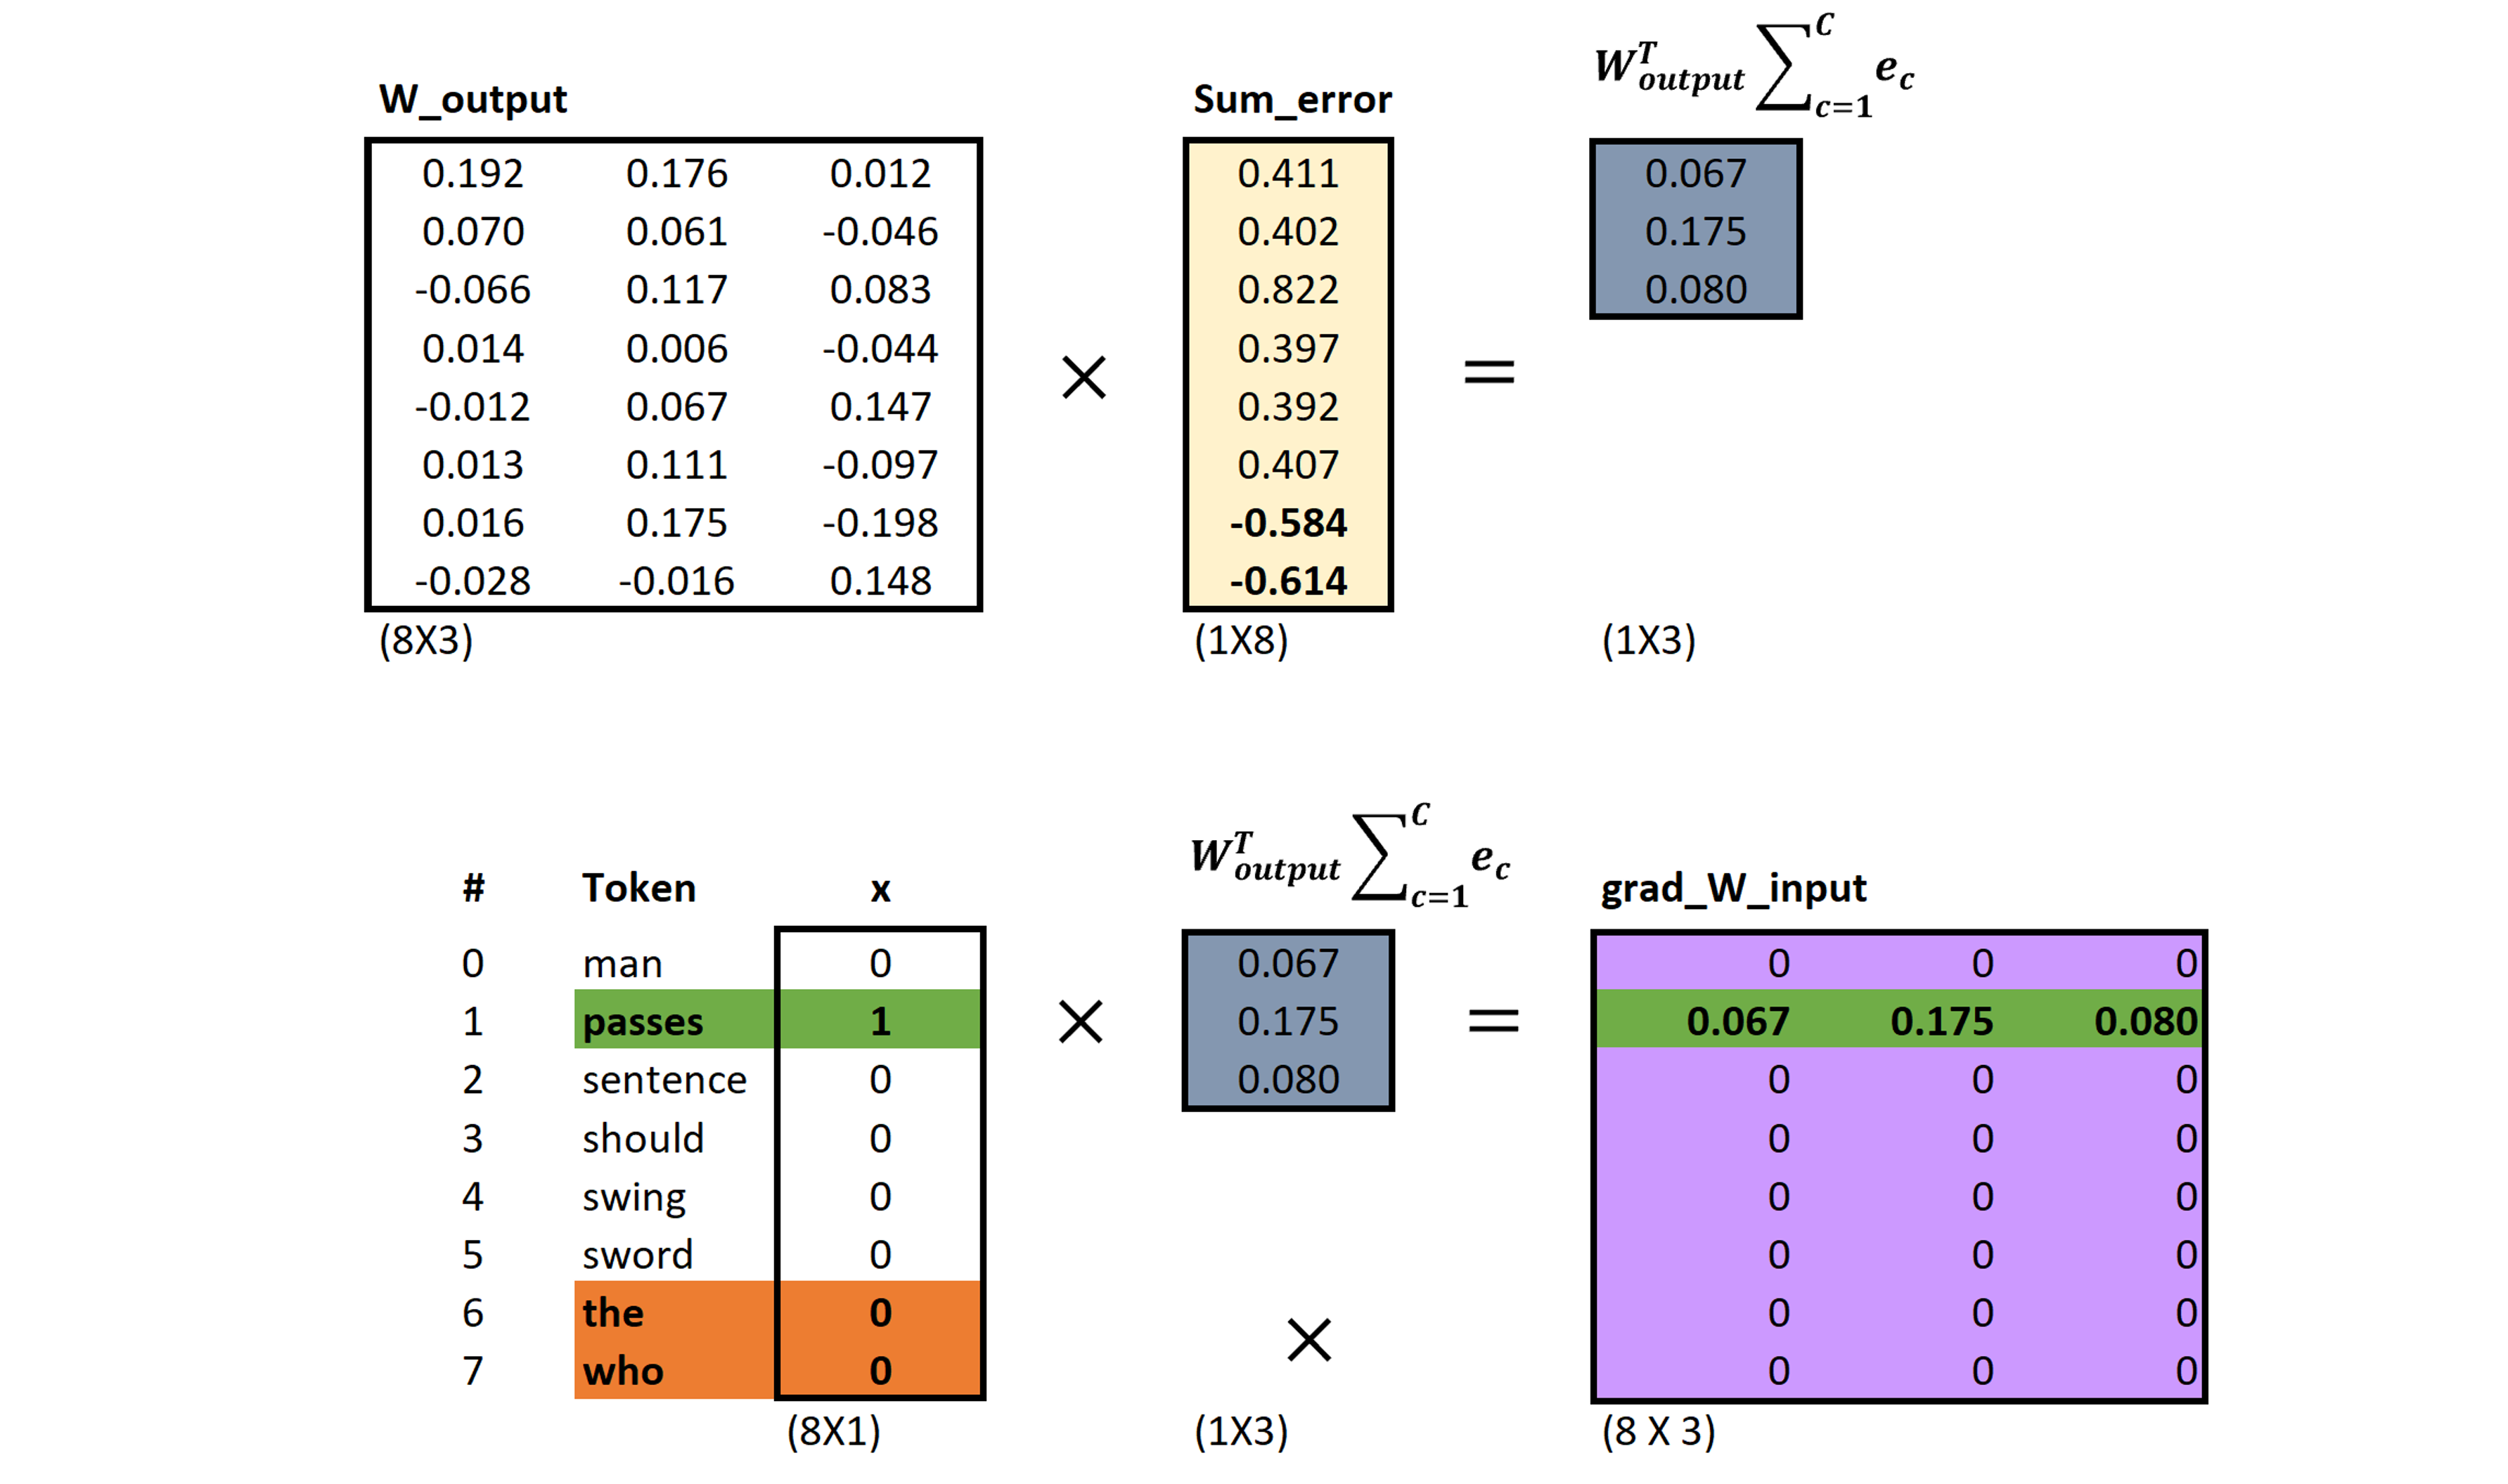 W_output Sum_error W^T_output ∑^C_c=1 e_c
0.192 0.176 0.012 0.411 0.067
0.070 0.061 -0.046 0.402 0.175
-0.066 0.117 0.083 0.822 0.080
0.014 0.006 -0.044 0.397
× =
-0.012 0.067 0.147 0.392
0.013 0.111 -0.097 0.407
0.016 0.175 -0.198 -0.584
-0.028 -0.016 0.148 -0.614
(8X3) (1X8) (1X3)
W^T_output ∑^C_c=1 e_c
# Token x grad_W_input
0 man 0 0.067 0 0 0
1 passes 1 × 0.175 = 0.067 0.175 0.080
2 sentence 0 0.080 0 0 0
3 should 0 0 0 0
4 swing 0 0 0 0
5 sword 0 0 0 0
6 the 0 × 0 0 0
7 who 0 0 0 0
(8X1) (1X3) (8 X 3)